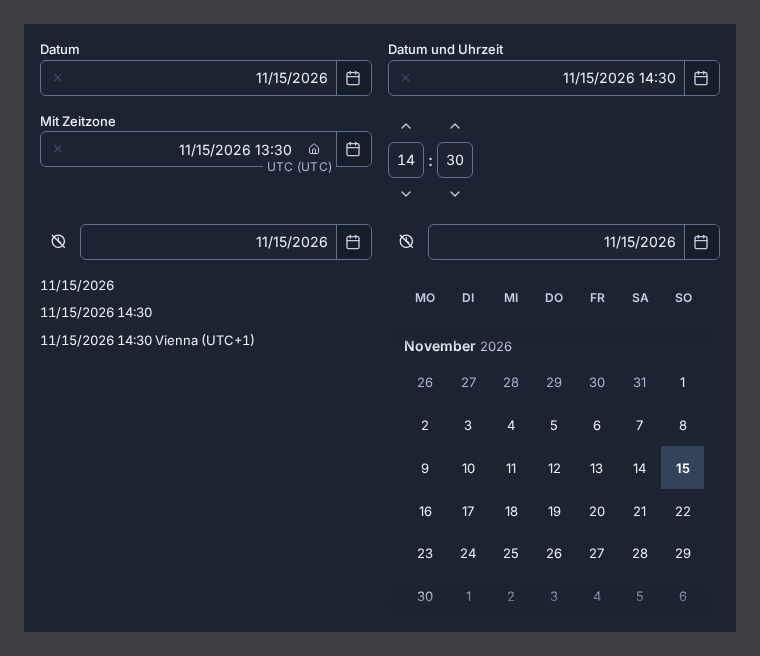 Datum
11/15/2026
Datum und Uhrzeit
11/15/2026 14:30
Mit Zeitzone
11/15/2026 13:30
UTC (UTC)
14 : 30
11/15/2026
11/15/2026
11/15/2026
11/15/2026 14:30
11/15/2026 14:30 Vienna (UTC+1)
MO DI MI DO FR SA SO
November 2026
26 27 28 29 30 31 1
2 3 4 5 6 7 8
9 10 11 12 13 14 15
16 17 18 19 20 21 22
23 24 25 26 27 28 29
30 1 2 3 4 5 6